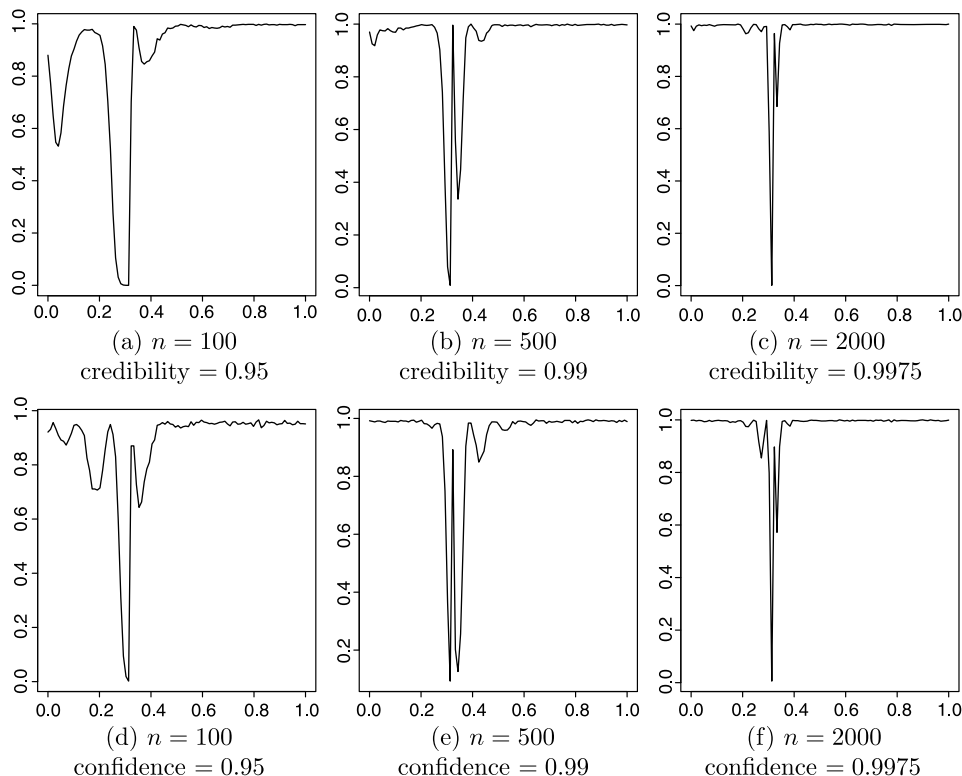 1.0
0.8
0.6
0.4
0.2
0.0
0.0 0.2 0.4 0.6 0.8 1.0
(a) n = 100
credibility = 0.95
1.0
0.8
0.6
0.4
0.2
0.0
0.0 0.2 0.4 0.6 0.8 1.0
(b) n = 500
credibility = 0.99
1.0
0.8
0.6
0.4
0.2
0.0
0.0 0.2 0.4 0.6 0.8 1.0
(c) n = 2000
credibility = 0.9975
1.0
0.8
0.6
0.4
0.2
0.0
0.0 0.2 0.4 0.6 0.8 1.0
(d) n = 100
confidence = 0.95
1.0
0.8
0.6
0.4
0.2
0.0 0.2 0.4 0.6 0.8 1.0
(e) n = 500
confidence = 0.99
1.0
0.8
0.6
0.4
0.2
0.0
0.0 0.2 0.4 0.6 0.8 1.0
(f) n = 2000
confidence = 0.9975